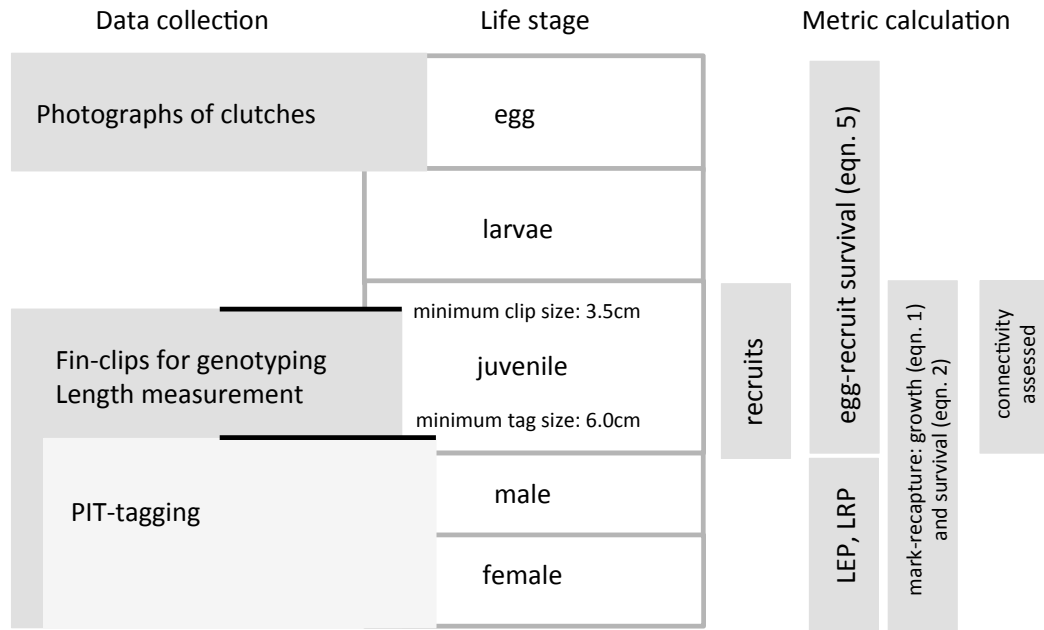 Data collection
Life stage
Metric calculation
Photographs of clutches
egg
larvae
minimum clip size: 3.5cm
Fin-clips for genotyping
Length measurement
juvenile
minimum tag size: 6.0cm
PIT-tagging
male
female
recruits
egg-recruit survival (eqn. 5)
LEP, LRP
mark-recapture: growth (eqn. 1)
and survival (eqn. 2)
connectivity
assessed